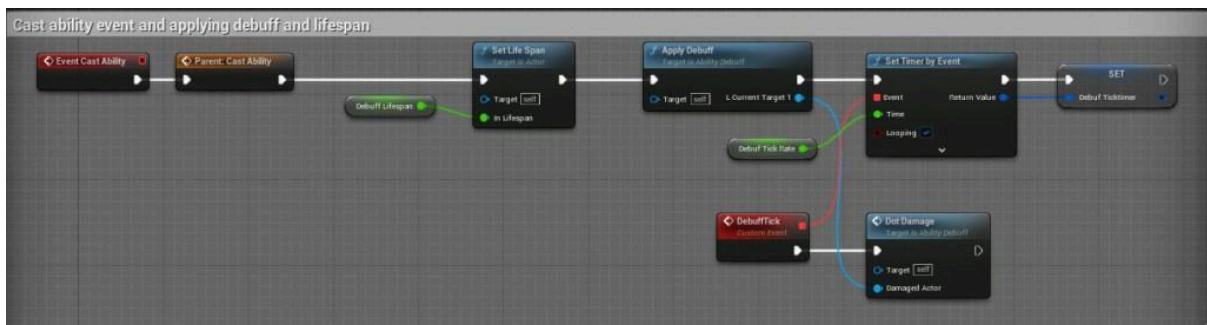 Cast ability event and applying debuff and lifespan
Event Cast Ability
Parent: Cast Ability
Debuff Lifespan
Set Life Span
Target is Actor
Target self
In Lifespan
Apply Debuff
Target is Ability Debuff
Target self L Current Target 1
Debuf Tick Rate
Set Timer by Event
Event Return Value
Time
Looping
SET
Debuf Ticktimer
DebuffTick
Custom Event
Dot Damage
Target is Ability Debuff
Target self
Damaged Actor